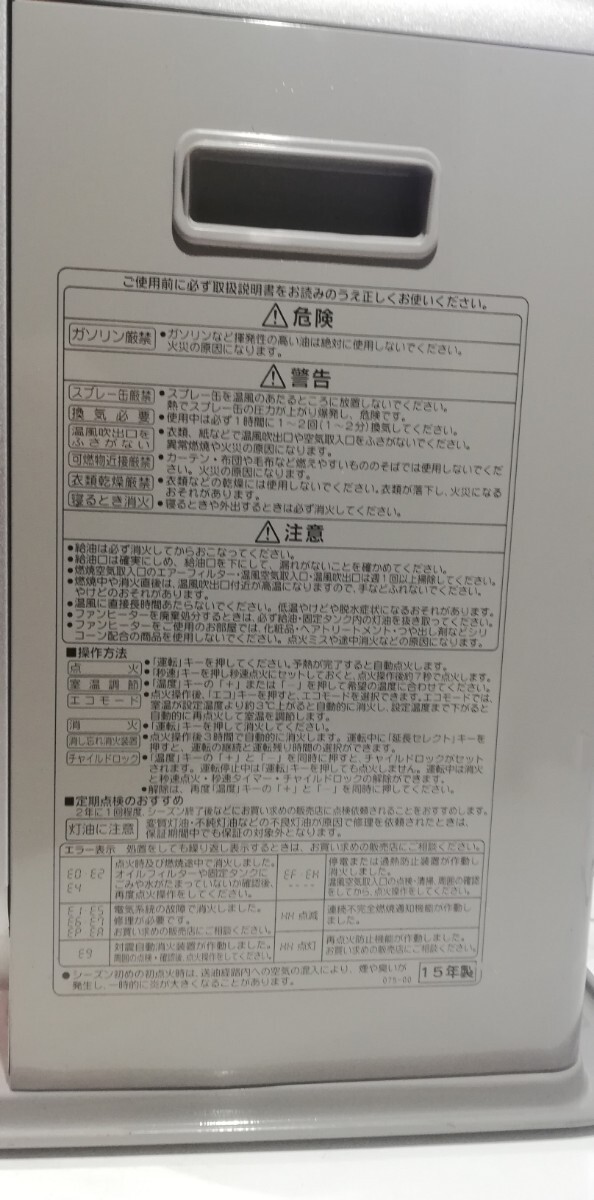 ご使用前に必ず取扱説明書をお読みのうえ正しくお使いください。
⚠危険
ガソリン厳禁 ●ガソリンなど揮発性の高い油は絶対に使用しないでください。
火災の原因になります。
⚠警告
スプレー缶厳禁 ●スプレー缶を温風のあたるところに放置しないでください。
熱でスプレー缶の圧力が上がり爆発し、危険です。
換気必要 ●使用中は必ず1時間に1〜2回(1〜2分)換気してください。
温風吹出口をふさがない ●衣類、紙などで温風吹出口や空気取入口をふさがないでください。
異常燃焼や火災の原因になります。
可燃物近接厳禁 ●カーテン・布団や毛布など燃えやすいもののそばでは使用しないでくだ
さい。火災の原因になります。
衣類乾燥厳禁 ●衣類などの乾燥には使用しないでください。衣類が落下し、火災になる
おそれがあります。
寝るとき消火 ●寝るときや外出するときは必ず消火してください。
⚠注意
●給油は必ず消火してからおこなってください。
●給油口は確実にしめ、給油口を下にして、漏れがないことを確かめてください。
●燃焼空気取入口のエアーフィルター・温風空気取入口・温風吹出口は週1回以上掃除してください。
●燃焼中や消火直後は、温風吹出口付近が高温になりますので、手などふれないでください。
やけどのおそれがあります。
●温風に直接長時間あたらないでください。低温やけどや脱水症状になるおそれがあります。
●ファンヒーターを廃棄処分するときは、必ず給油・固定タンク内の灯油を抜き取ってください。
●ファンヒーターをご使用のお部屋では、化粧品・ヘアトリートメント・つや出し剤などシリ
コーン配合の商品を使用しないでください。点火ミスや途中消火などの原因になります。
■操作方法
点火 ●「運転」キーを押してください。予熱が完了すると自動点火します。
●「秒速」キーを押し秒速点火にセットしておくと、点火操作後約7秒で点火します。
室温調節 ●「温度」キーの「+」または「−」を押して希望の温度に合わせてください。
エコモード ●点火操作後、「エコ」キーを押すと、エコモードを選択できます。エコモードでは、
室温が設定温度より約3℃上がると自動的に消火し、設定温度まで下がると
自動的に再点火して室温を調節します。
消火 ●「運転」キーを押して消火してください。
消し忘れ消火装置 ●点火操作後3時間で自動的に消火します。運転中に「延長セレクト」キーを
押すと、運転の継続と運転残り時間の選択ができます。
チャイルドロック ●「温度」キーの「+」と「−」を同時に押すと、チャイルドロックがセット
されます。運転停止中は「運転」キーを押しても点火しません。運転中は消火
と秒速点火・秒速タイマー・チャイルドロックの解除ができます。
●解除は、再度「温度」キーの「+」と「−」を同時に押してください。
■定期点検のおすすめ
2年に1回程度、シーズン終了後などにお買い求めの販売店に点検依頼されることをおすすめします。
灯油に注意 変質灯油・不純灯油などの不良灯油が原因で修理を依頼されたときは、
保証期間中でも保証の対象外となります。
エラー表示 処置をしても繰り返し表示するときは、お買い求めの販売店にご相談ください。
E0・E2
E4
点火時及び燃焼途中で消火しました。
オイルフィルターや固定タンクに
ごみや水がたまっていないか確認後、
再度点火操作をしてください。
EF・EH
----
停電または過熱防止装置が作動し
消火しました。
温風空気取入口の点検・清掃、周囲の確認
をしてから、点火操作をしてください。
E1・E5
E6・E7
EP・EA
電気系統の故障で消火しました。
修理が必要です。
お買い求めの販売店にご相談ください。
HH 点滅
連続不完全燃焼通知機能が作動し
ました。
E9
対震自動消火装置が作動しました。
周囲の点検・確認後、点火操作をしてください。
HH 点灯
再点火防止機能が作動しました。
お買い求めの販売店にご相談ください。
●シーズン初めの初点火時は、送油経路内への空気の混入により、煙や臭いが
発生し、一時的に炎が大きくなることがあります。
075-00
15年製